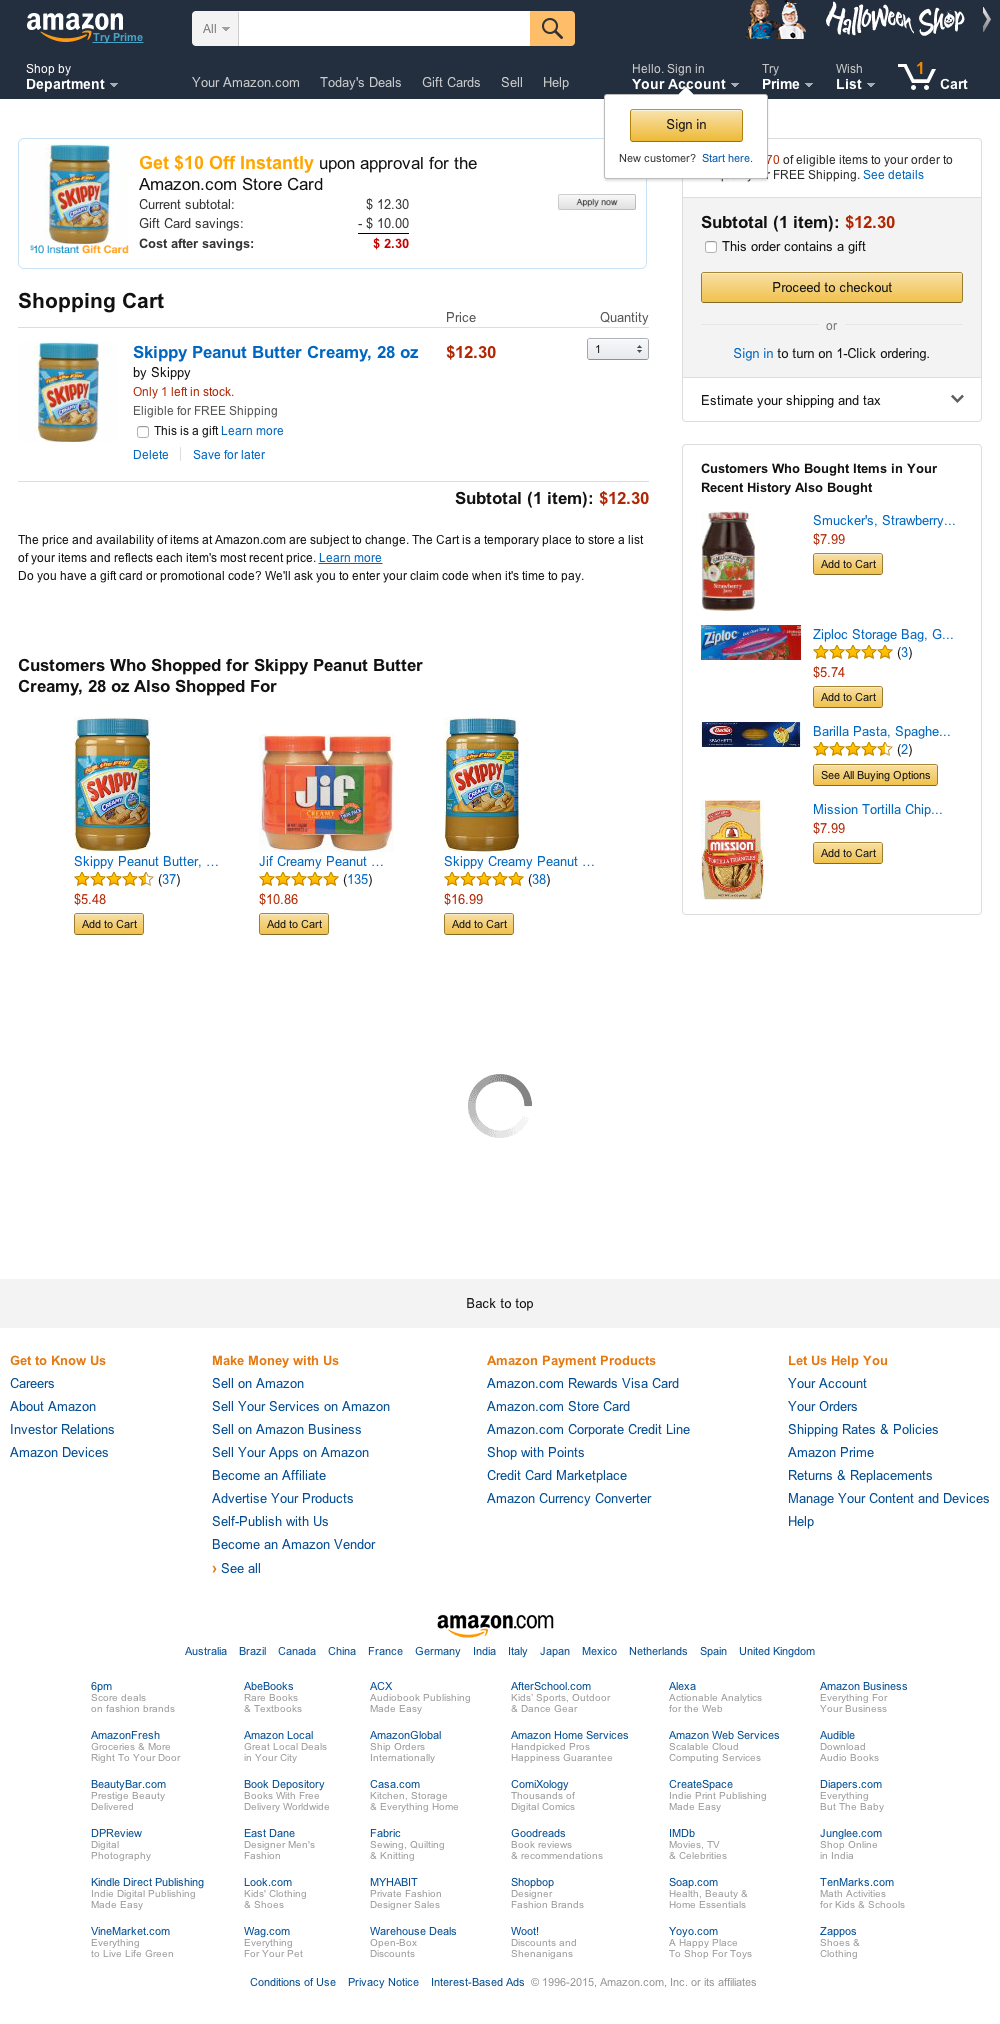 amazon
Try Prime
All
Halloween Shop
Shop by
Department
Your Amazon.com Today's Deals Gift Cards Sell Help
Hello. Sign in
Your Account
Try
Prime
Wish
List
1
Cart
Sign in
New customer? Start here.
Get $10 Off Instantly upon approval for the
Amazon.com Store Card
Current subtotal: $ 12.30
Gift Card savings: - $ 10.00
Cost after savings: $ 2.30
SKIPPY
CREAMY
$10 Instant Gift Card
Apply now
70 of eligible items to your order to
FREE Shipping. See details
Subtotal (1 item): $12.30
This order contains a gift
Proceed to checkout
or
Sign in to turn on 1-Click ordering.
Estimate your shipping and tax
Shopping Cart
Price Quantity
SKIPPY
Skippy Peanut Butter Creamy, 28 oz $12.30 1
by Skippy
Only 1 left in stock.
Eligible for FREE Shipping
This is a gift Learn more
Delete Save for later
Subtotal (1 item): $12.30
The price and availability of items at Amazon.com are subject to change. The Cart is a temporary place to store a list
of your items and reflects each item's most recent price. Learn more
Do you have a gift card or promotional code? We'll ask you to enter your claim code when it's time to pay.
Customers Who Bought Items in Your
Recent History Also Bought
SMUCKER'S
Strawberry
Smucker's, Strawberry...
$7.99
Add to Cart
Ziploc
Ziploc Storage Bag, G...
(3)
$5.74
Add to Cart
Barilla
SPAGHETTI
Barilla Pasta, Spaghe...
(2)
See All Buying Options
MISSION
TORTILLA TRIANGLES
Mission Tortilla Chip...
$7.99
Add to Cart
Customers Who Shopped for Skippy Peanut Butter
Creamy, 28 oz Also Shopped For
SKIPPY
CREAMY
Skippy Peanut Butter, …
(37)
$5.48
Add to Cart
Jif
CREAMY
Jif Creamy Peanut …
(135)
$10.86
Add to Cart
SKIPPY
CREAMY
Skippy Creamy Peanut …
(38)
$16.99
Add to Cart
Back to top
Get to Know Us
Careers
About Amazon
Investor Relations
Amazon Devices
Make Money with Us
Sell on Amazon
Sell Your Services on Amazon
Sell on Amazon Business
Sell Your Apps on Amazon
Become an Affiliate
Advertise Your Products
Self-Publish with Us
Become an Amazon Vendor
› See all
Amazon Payment Products
Amazon.com Rewards Visa Card
Amazon.com Store Card
Amazon.com Corporate Credit Line
Shop with Points
Credit Card Marketplace
Amazon Currency Converter
Let Us Help You
Your Account
Your Orders
Shipping Rates & Policies
Amazon Prime
Returns & Replacements
Manage Your Content and Devices
Help
amazon.com
Australia Brazil Canada China France Germany India Italy Japan Mexico Netherlands Spain United Kingdom
6pm AbeBooks ACX AfterSchool.com Alexa Amazon Business
Score deals Rare Books Audiobook Publishing Kids' Sports, Outdoor Actionable Analytics Everything For
on fashion brands & Textbooks Made Easy & Dance Gear for the Web Your Business
AmazonFresh Amazon Local AmazonGlobal Amazon Home Services Amazon Web Services Audible
Groceries & More Great Local Deals Ship Orders Handpicked Pros Scalable Cloud Download
Right To Your Door in Your City Internationally Happiness Guarantee Computing Services Audio Books
BeautyBar.com Book Depository Casa.com ComiXology CreateSpace Diapers.com
Prestige Beauty Books With Free Kitchen, Storage Thousands of Indie Print Publishing Everything
Delivered Delivery Worldwide & Everything Home Digital Comics Made Easy But The Baby
DPReview East Dane Fabric Goodreads IMDb Junglee.com
Digital Designer Men's Sewing, Quilting Book reviews Movies, TV Shop Online
Photography Fashion & Knitting & recommendations & Celebrities in India
Kindle Direct Publishing Look.com MYHABIT Shopbop Soap.com TenMarks.com
Indie Digital Publishing Kids' Clothing Private Fashion Designer Health, Beauty & Math Activities
Made Easy & Shoes Designer Sales Fashion Brands Home Essentials for Kids & Schools
VineMarket.com Wag.com Warehouse Deals Woot! Yoyo.com Zappos
Everything Everything Open-Box Discounts and A Happy Place Shoes &
to Live Life Green For Your Pet Discounts Shenanigans To Shop For Toys Clothing
Conditions of Use Privacy Notice Interest-Based Ads © 1996-2015, Amazon.com, Inc. or its affiliates